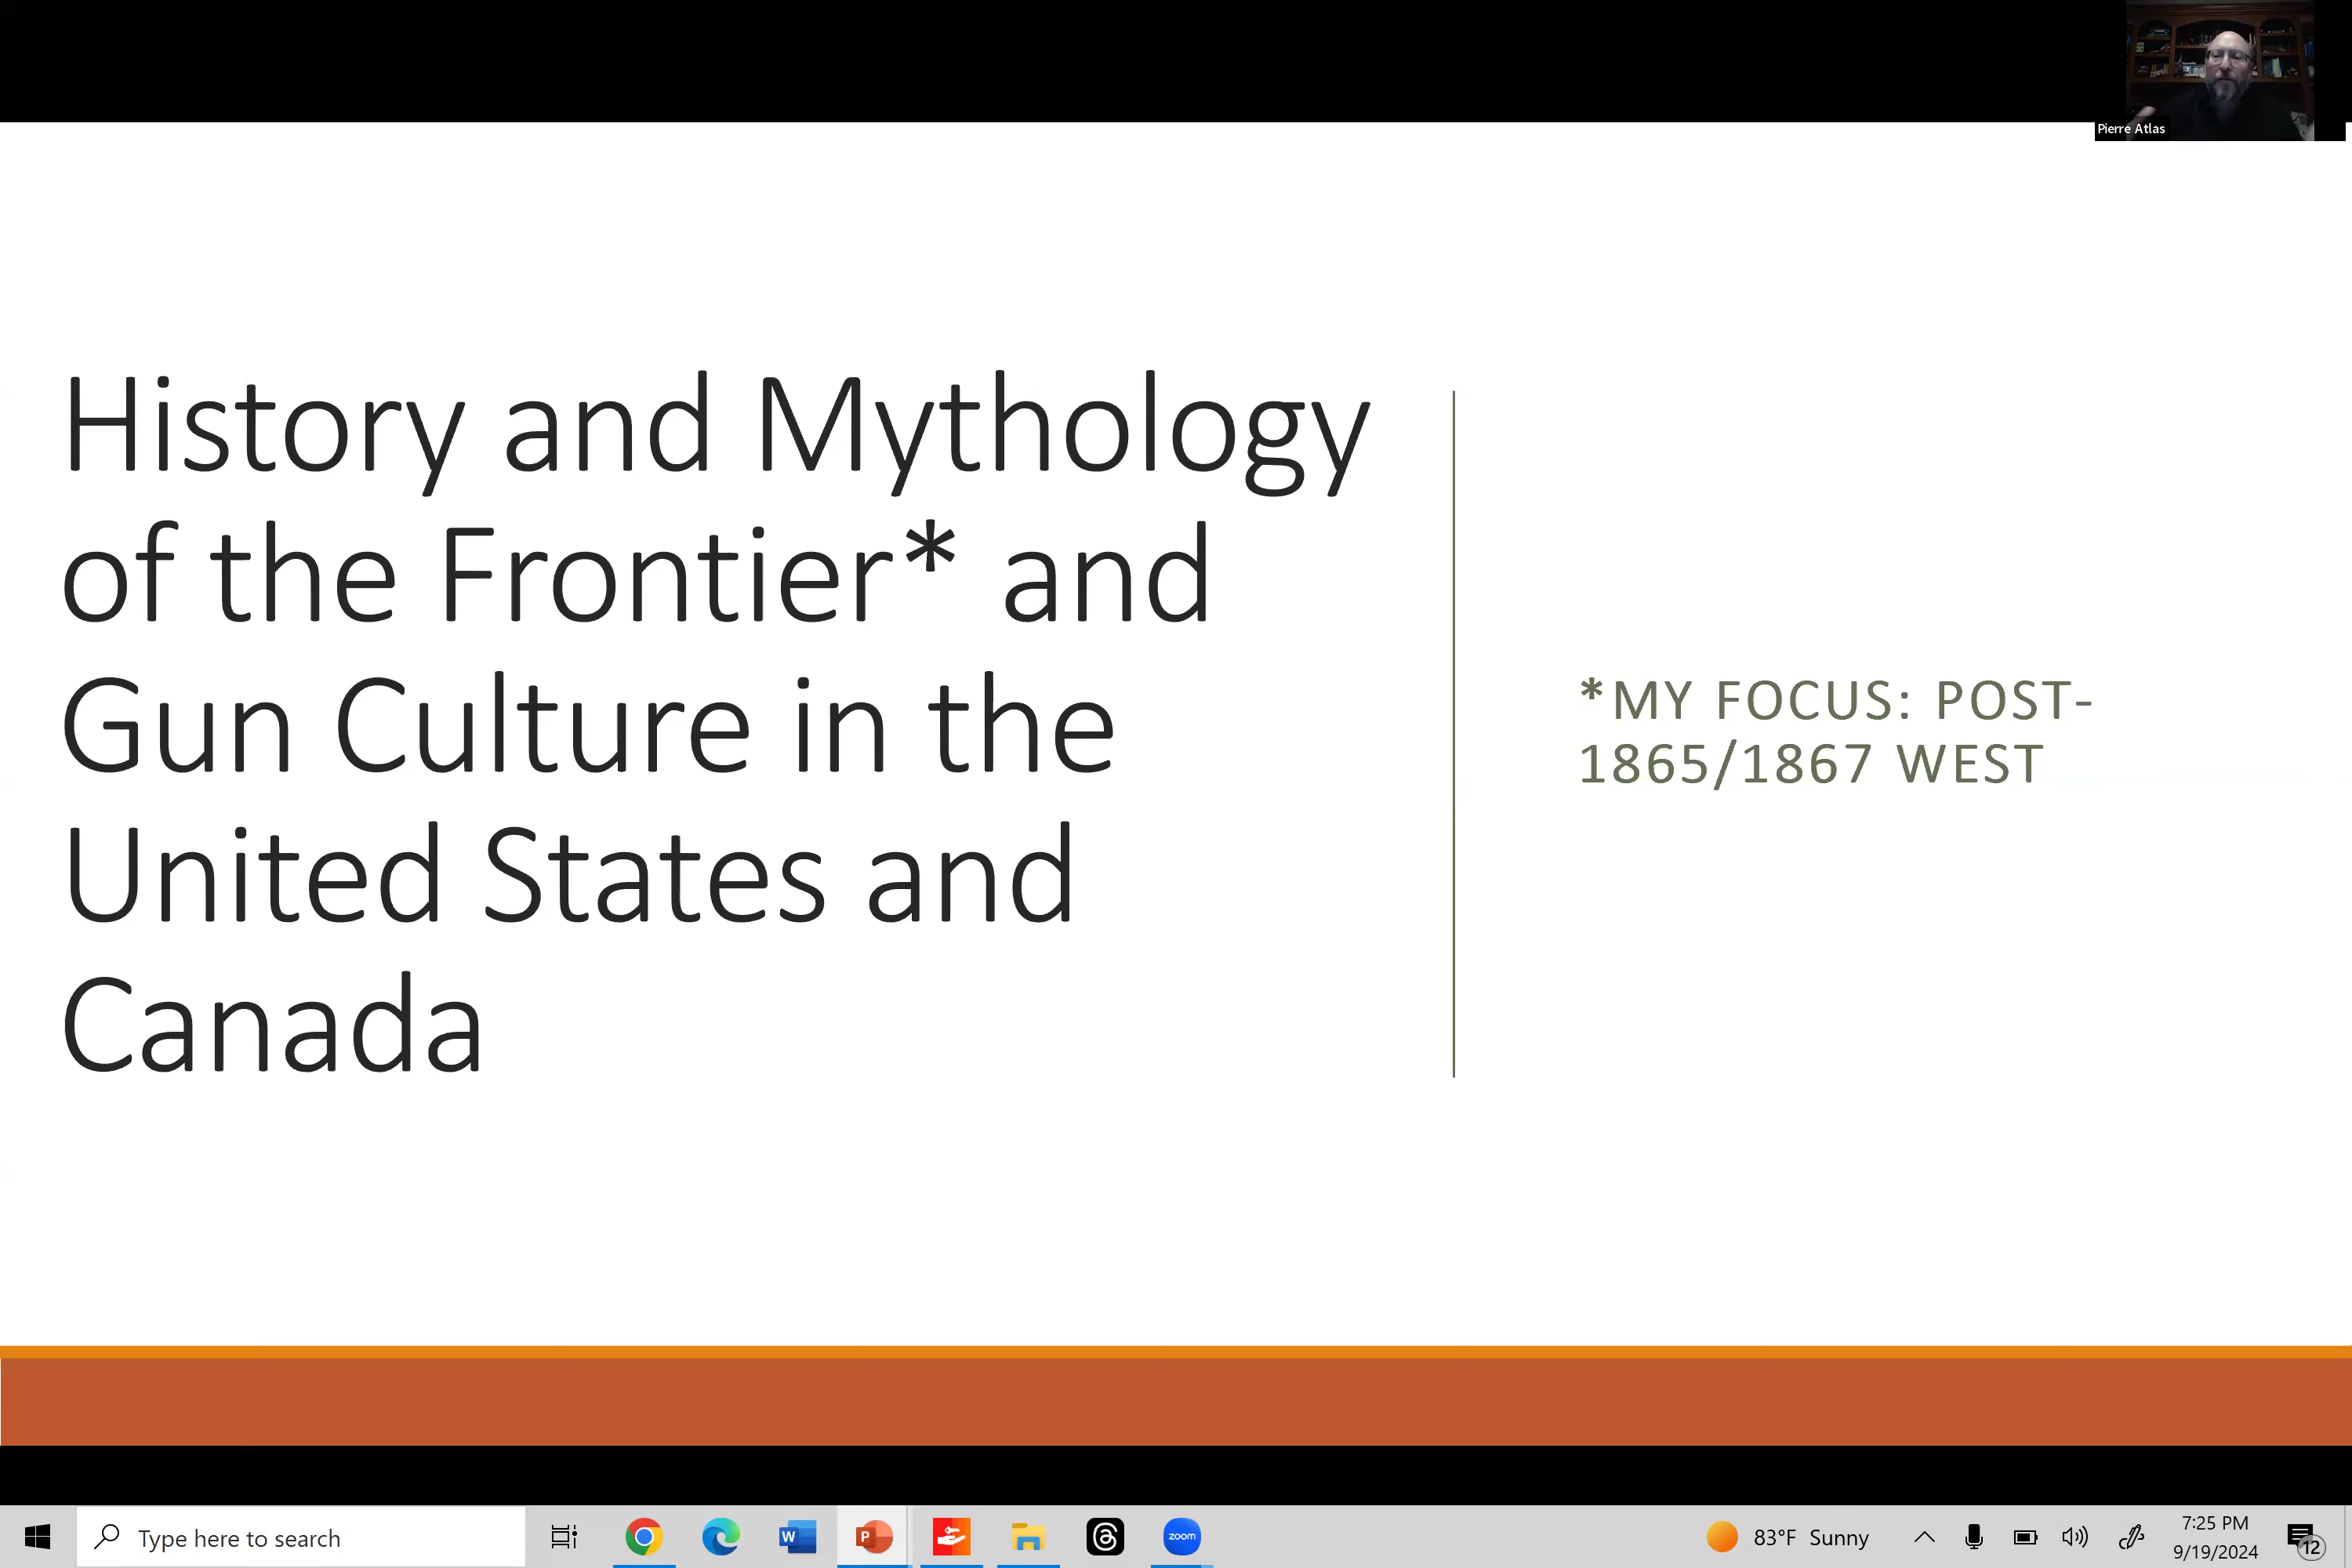 Pierre Atlas
History and Mythology
of the Frontier* and
Gun Culture in the
United States and
Canada
*MY FOCUS: POST-
1865/1867 WEST
Type here to search
W
P
zoom
83°F Sunny
7:25 PM
9/19/2024
12